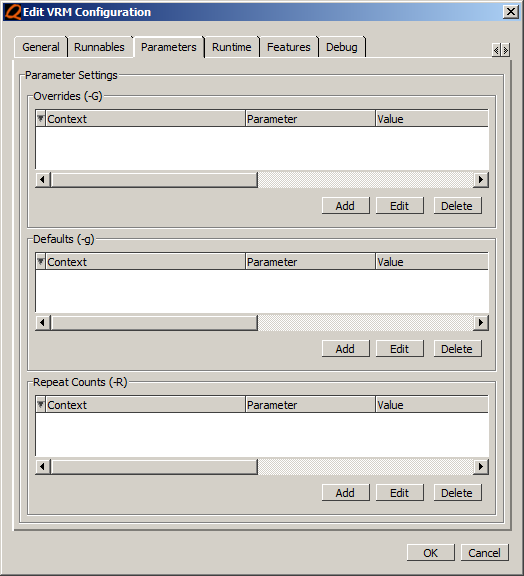 Edit VRM Configuration
General Runnables Parameters Runtime Features Debug
Parameter Settings
Overrides (-G)
Context Parameter Value
Add Edit Delete
Defaults (-g)
Context Parameter Value
Add Edit Delete
Repeat Counts (-R)
Context Parameter Value
Add Edit Delete
OK Cancel